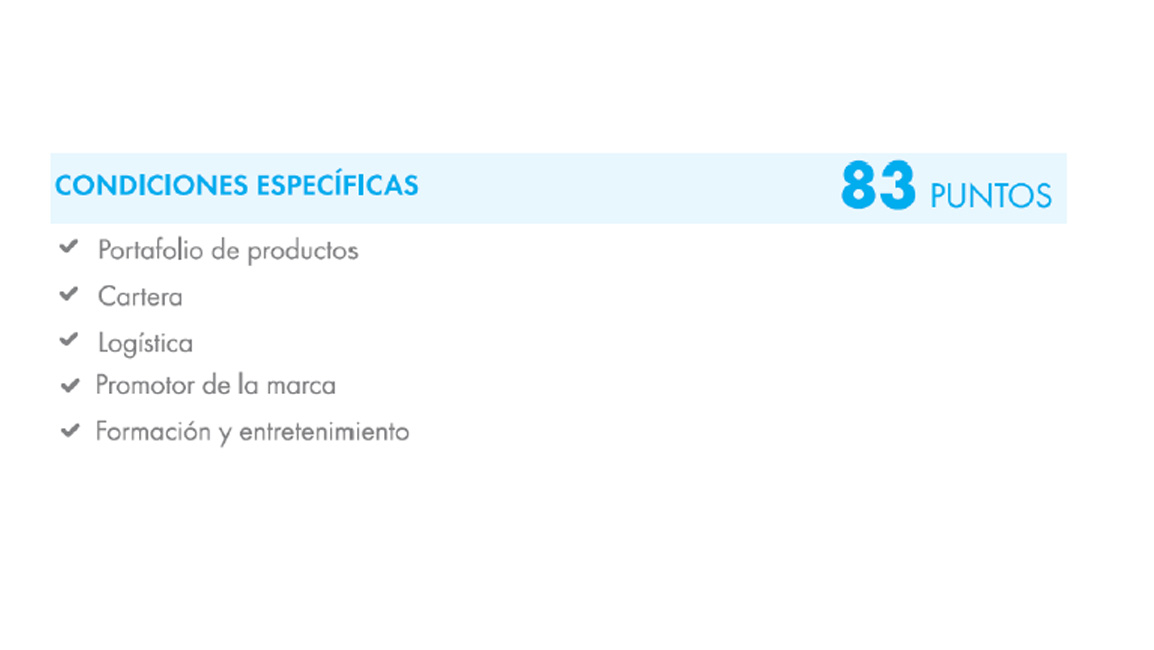 CONDICIONES ESPECÍFICAS 83 PUNTOS
Portafolio de productos
Cartera
Logística
Promotor de la marca
Formación y entretenimiento